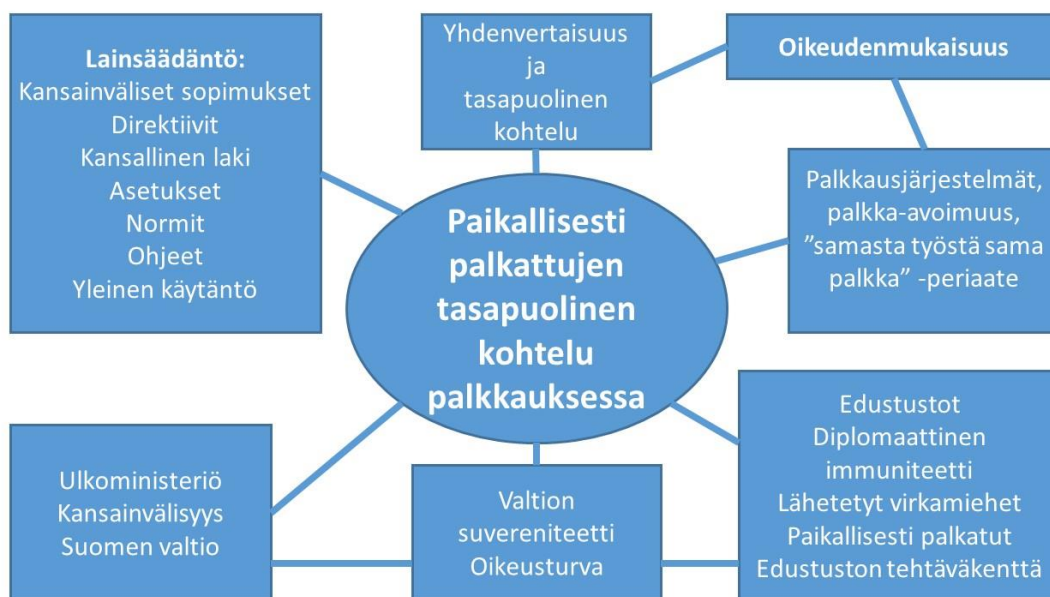 Lainsäädäntö:
Kansainväliset sopimukset
Direktiivit
Kansallinen laki
Asetukset
Normit
Ohjeet
Yleinen käytäntö
Yhdenvertaisuus
ja
tasapuolinen
kohtelu
Oikeudenmukaisuus
Palkkausjärjestelmät,
palkka-avoimuus,
”samasta työstä sama
palkka” -periaate
Paikallisesti
palkattujen
tasapuolinen
kohtelu
palkkauksessa
Ulkoministeriö
Kansainvälisyys
Suomen valtio
Valtion
suvereniteetti
Oikeusturva
Edustustot
Diplomaattinen
immuniteetti
Lähetetyt virkamiehet
Paikallisesti palkatut
Edustuston tehtäväkenttä